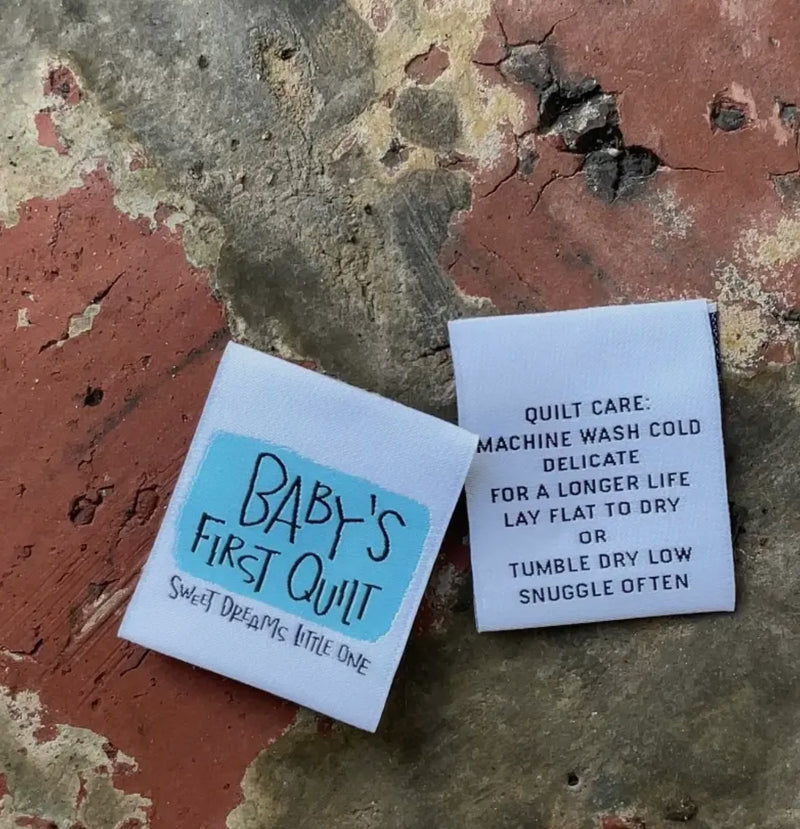 BABY'S
FIRST QUILT
SWEET DREAMS LITTLE ONE
QUILT CARE:
MACHINE WASH COLD
DELICATE
FOR A LONGER LIFE
LAY FLAT TO DRY
OR
TUMBLE DRY LOW
SNUGGLE OFTEN